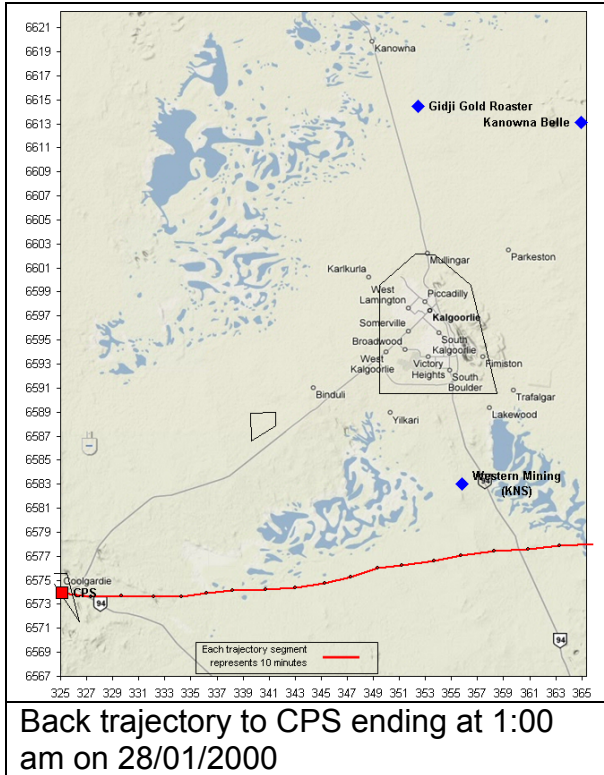 6621
6619
6617
6615
6613
6611
6609
6607
6605
6603
6601
6599
6597
6595
6593
6591
6589
6587
6585
6583
6581
6579
6577
6575
6573
6571
6569
6567
Kanowna
Gidji Gold Roaster
Kanowna Belle
Mullingar
Parkeston
Karlkurla
West
Lamington
Piccadilly
Kalgoorlie
Somerville
Broadwood
South
Kalgoorlie
West
Kalgoorlie
Victory
Heights
Fimiston
South
Boulder
Binduli
Trafalgar
Lakewood
Yilkari
Western Mining
(KNS)
94
Coolgardie
CPS
94
94
Each trajectory segment
represents 10 minutes
325 327 329 331 333 335 337 339 341 343 345 347 349 351 353 355 357 359 361 363 365
Back trajectory to CPS ending at 1:00
am on 28/01/2000